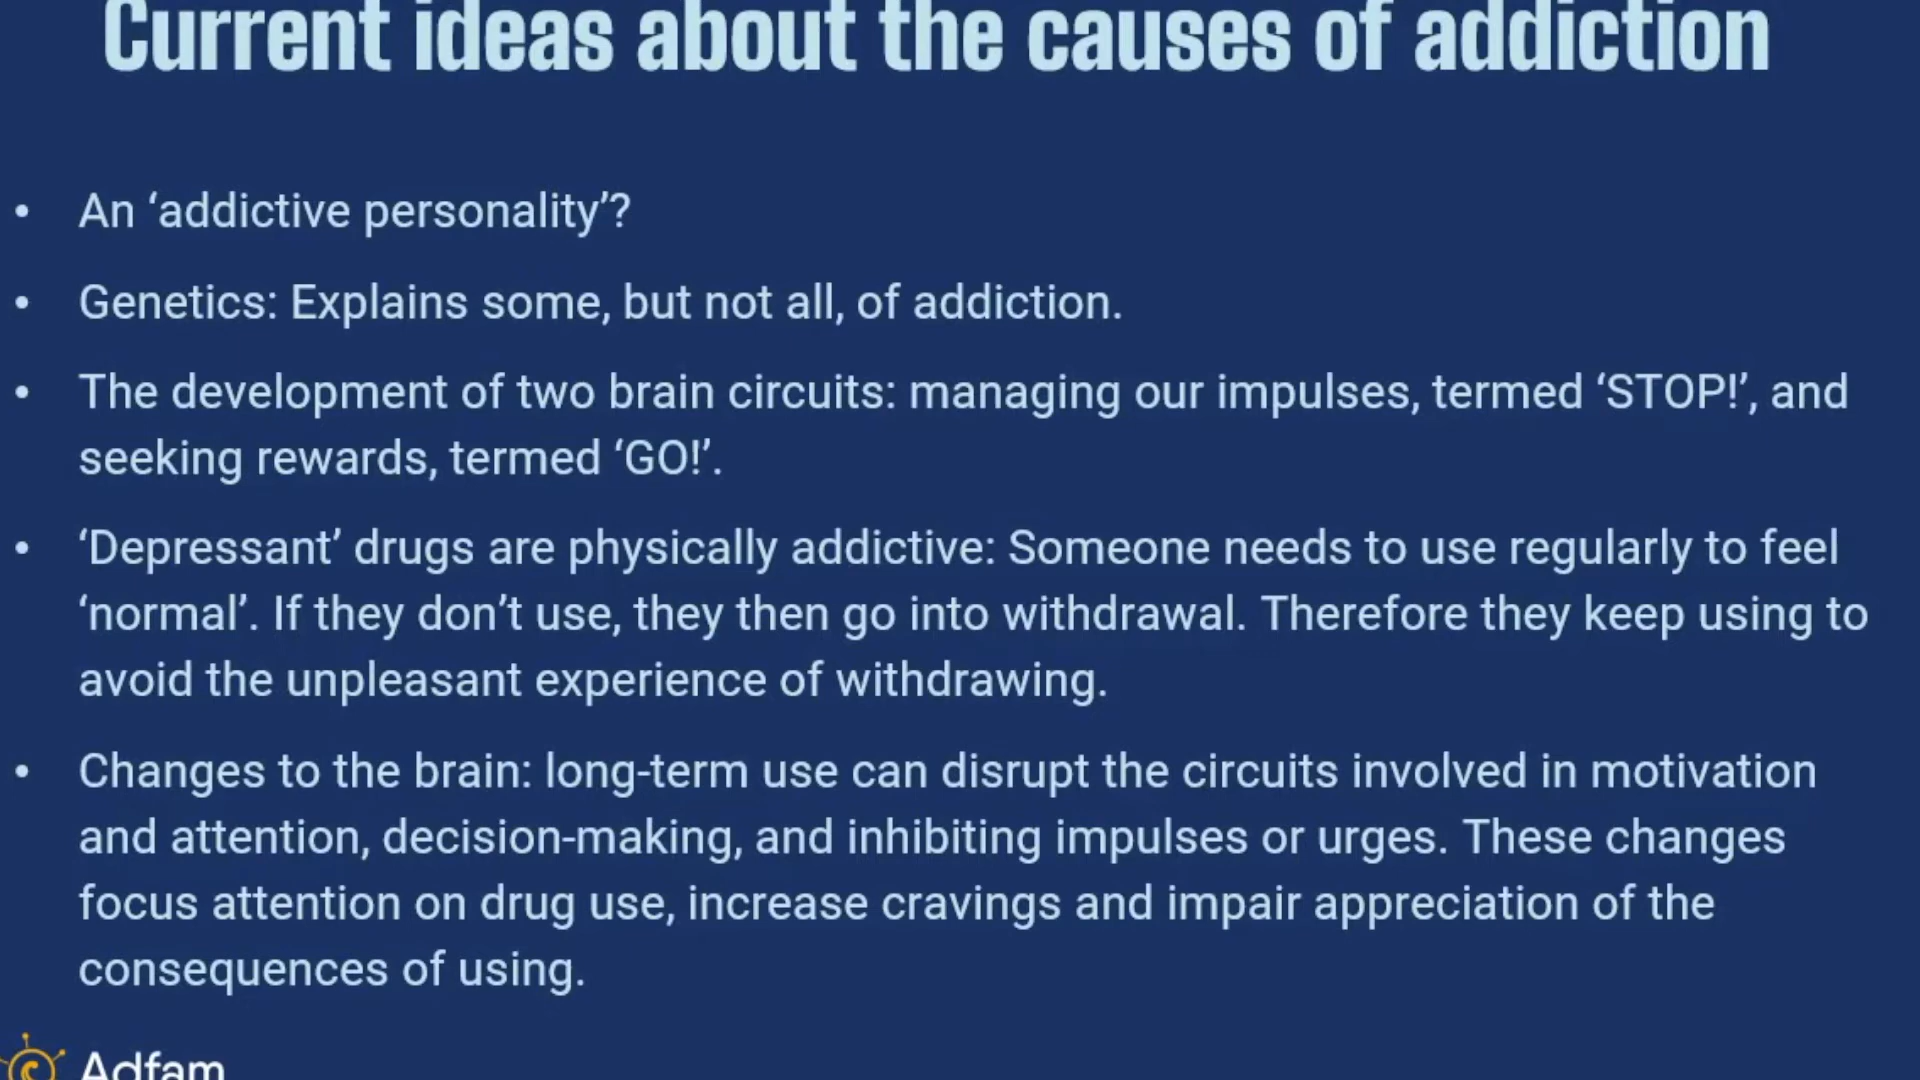 Current ideas about the causes of addiction
• An ‘addictive personality’?
• Genetics: Explains some, but not all, of addiction.
• The development of two brain circuits: managing our impulses, termed ‘STOP!’, and
seeking rewards, termed ‘GO!’.
• ‘Depressant’ drugs are physically addictive: Someone needs to use regularly to feel
‘normal’. If they don’t use, they then go into withdrawal. Therefore they keep using to
avoid the unpleasant experience of withdrawing.
• Changes to the brain: long-term use can disrupt the circuits involved in motivation
and attention, decision-making, and inhibiting impulses or urges. These changes
focus attention on drug use, increase cravings and impair appreciation of the
consequences of using.
Adfam